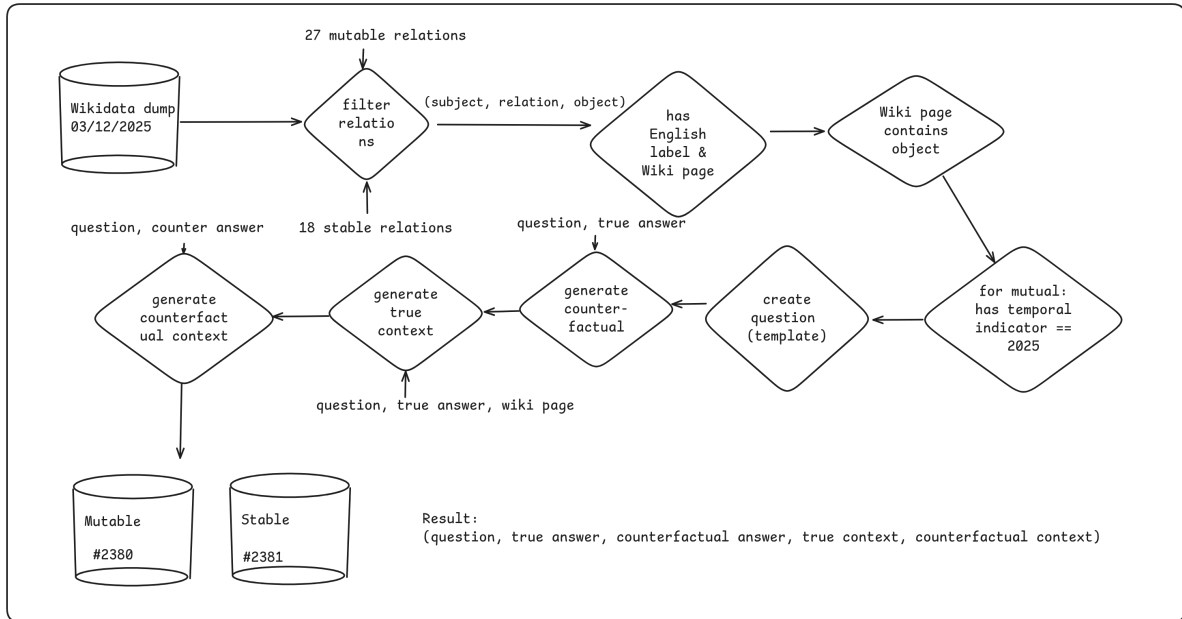 27 mutable relations
Wikidata dump
03/12/2025
filter
relatio
ns
(subject, relation, object)
has
English
label &
Wiki page
Wiki page
contains
object
18 stable relations
question, counter answer
question, true answer
for mutual:
has temporal
indicator ==
2025
create
question
(template)
generate
counter-
factual
generate
true
context
generate
counterfact
ual context
question, true answer, wiki page
Mutable
#2380
Stable
#2381
Result:
(question, true answer, counterfactual answer, true context, counterfactual context)